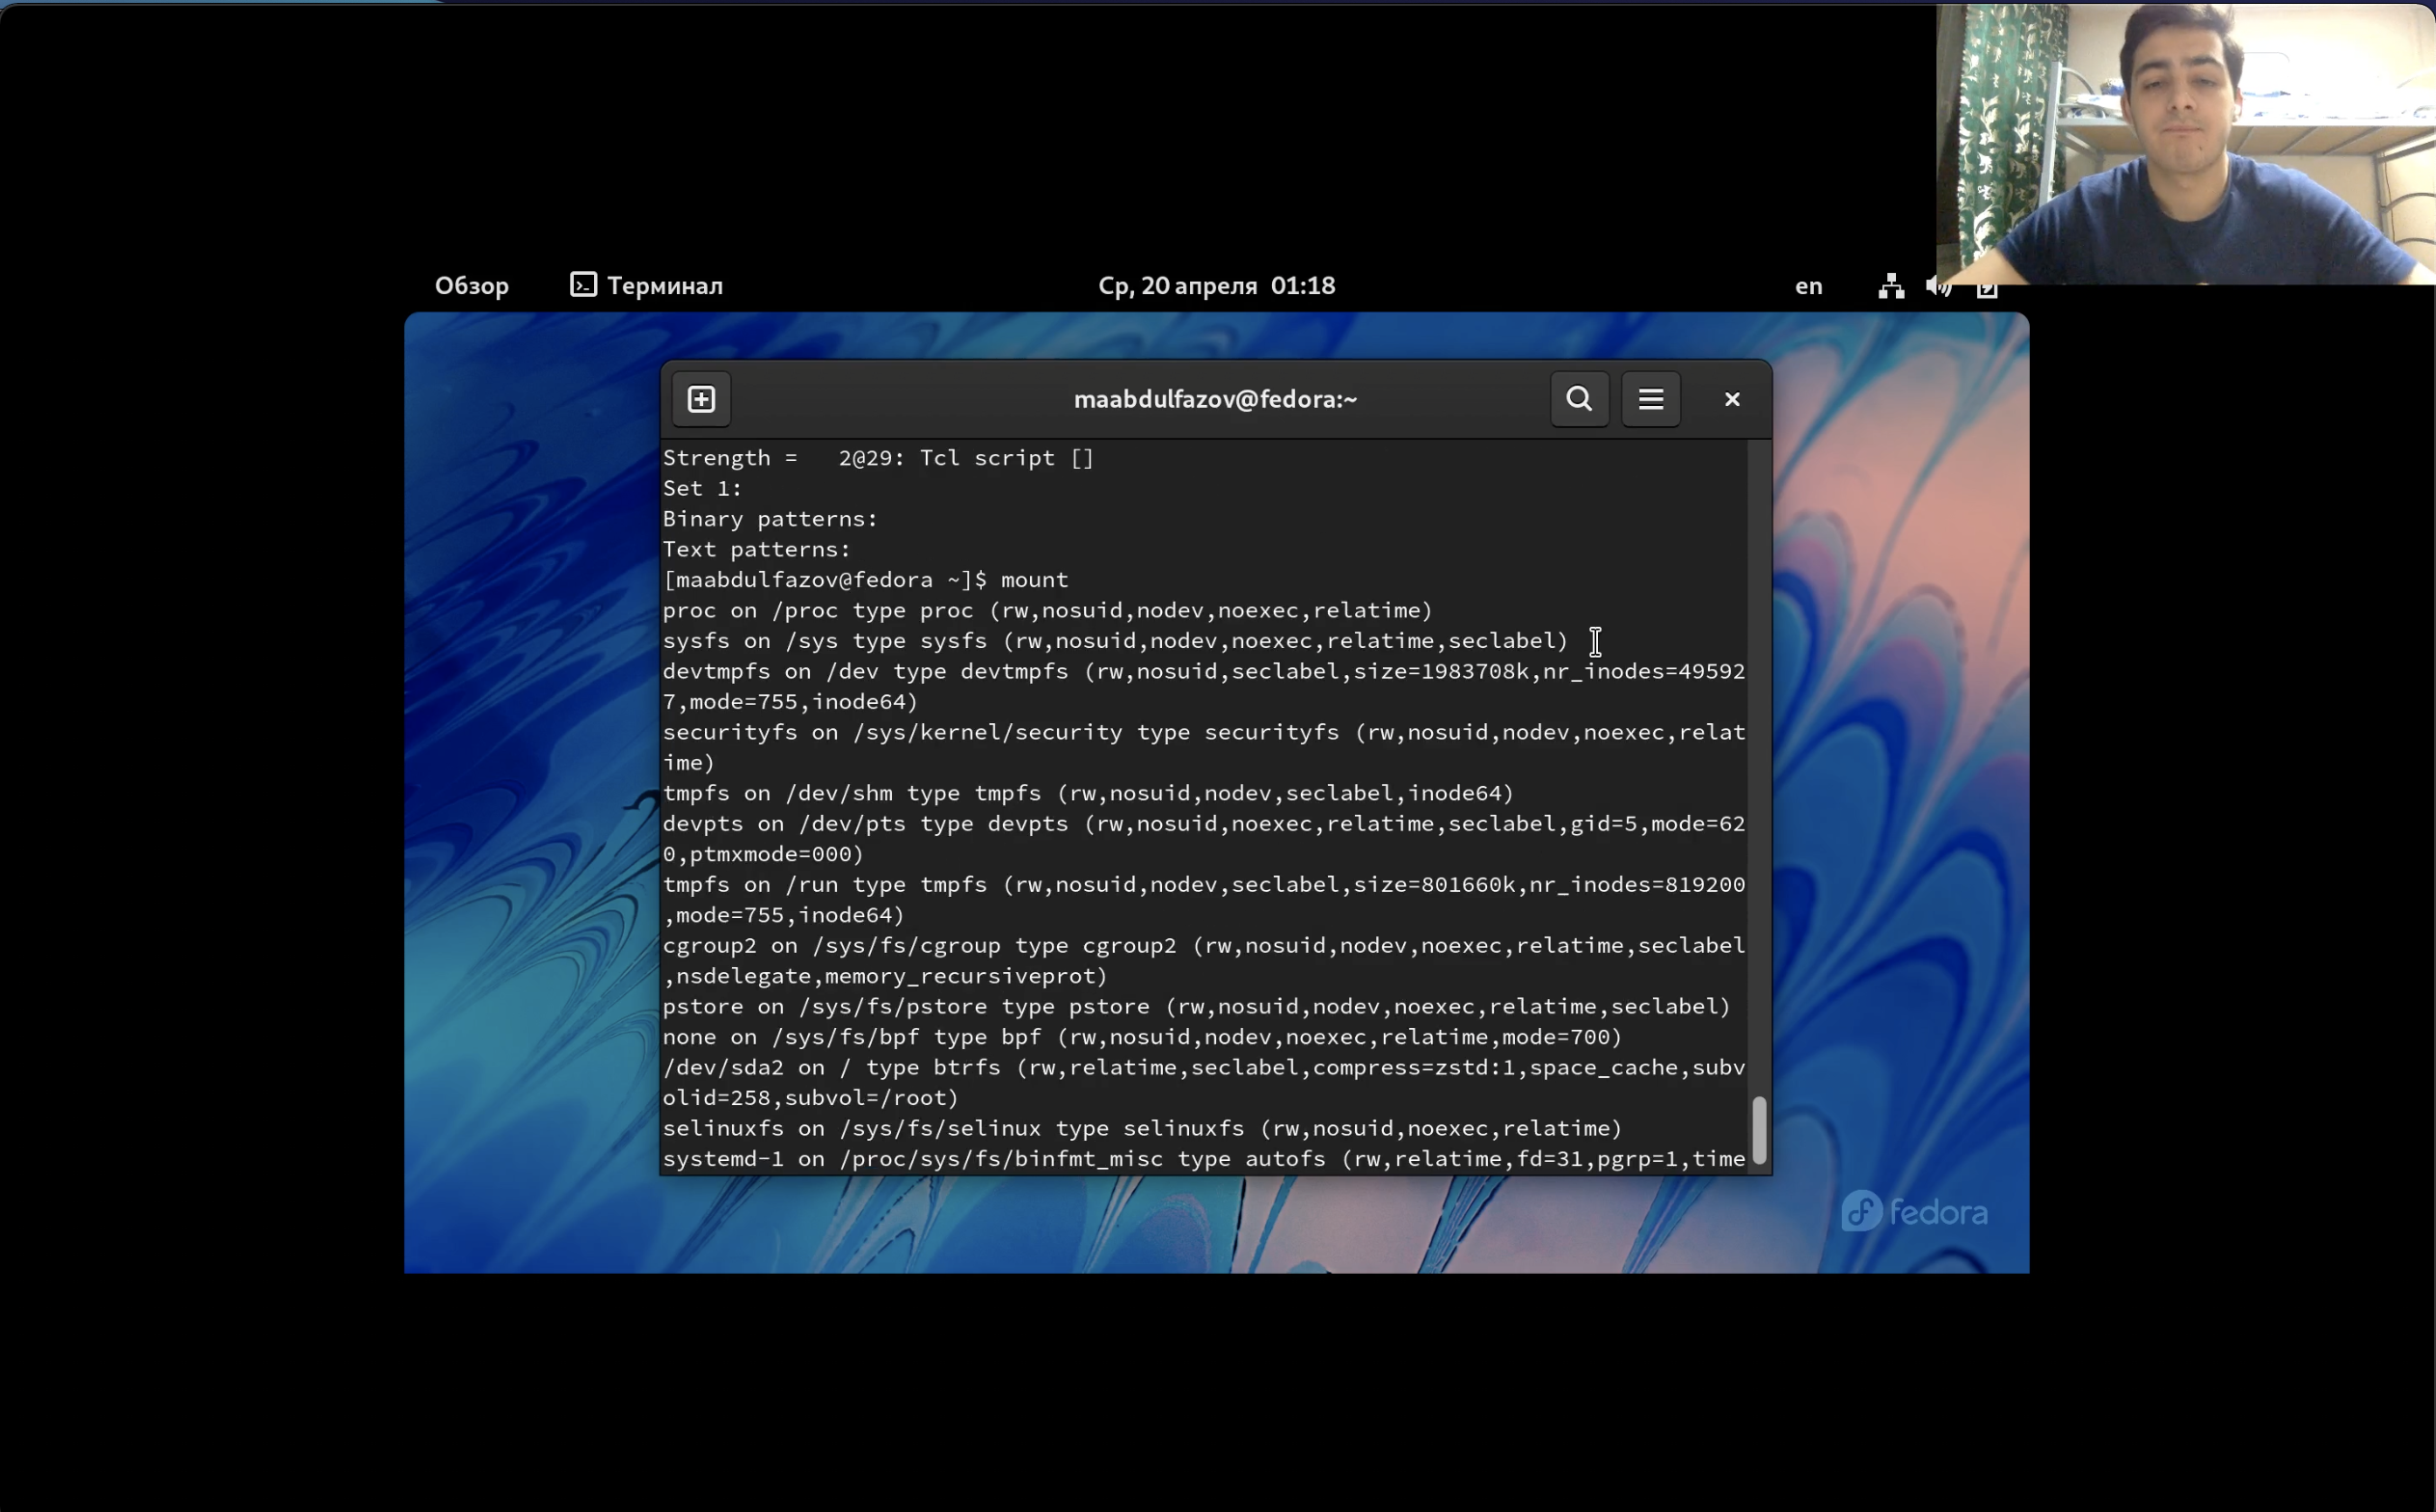 Обзор Терминал Ср, 20 апреля 01:18 en
maabdulfazov@fedora:~
Strength =   2@29: Tcl script []
Set 1:
Binary patterns:
Text patterns:
[maabdulfazov@fedora ~]$ mount
proc on /proc type proc (rw,nosuid,nodev,noexec,relatime)
sysfs on /sys type sysfs (rw,nosuid,nodev,noexec,relatime,seclabel)
devtmpfs on /dev type devtmpfs (rw,nosuid,seclabel,size=1983708k,nr_inodes=49592
7,mode=755,inode64)
securityfs on /sys/kernel/security type securityfs (rw,nosuid,nodev,noexec,relat
ime)
tmpfs on /dev/shm type tmpfs (rw,nosuid,nodev,seclabel,inode64)
devpts on /dev/pts type devpts (rw,nosuid,noexec,relatime,seclabel,gid=5,mode=62
0,ptmxmode=000)
tmpfs on /run type tmpfs (rw,nosuid,nodev,seclabel,size=801660k,nr_inodes=819200
,mode=755,inode64)
cgroup2 on /sys/fs/cgroup type cgroup2 (rw,nosuid,nodev,noexec,relatime,seclabel
,nsdelegate,memory_recursiveprot)
pstore on /sys/fs/pstore type pstore (rw,nosuid,nodev,noexec,relatime,seclabel)
none on /sys/fs/bpf type bpf (rw,nosuid,nodev,noexec,relatime,mode=700)
/dev/sda2 on / type btrfs (rw,relatime,seclabel,compress=zstd:1,space_cache,subv
olid=258,subvol=/root)
selinuxfs on /sys/fs/selinux type selinuxfs (rw,nosuid,noexec,relatime)
systemd-1 on /proc/sys/fs/binfmt_misc type autofs (rw,relatime,fd=31,pgrp=1,time
fedora